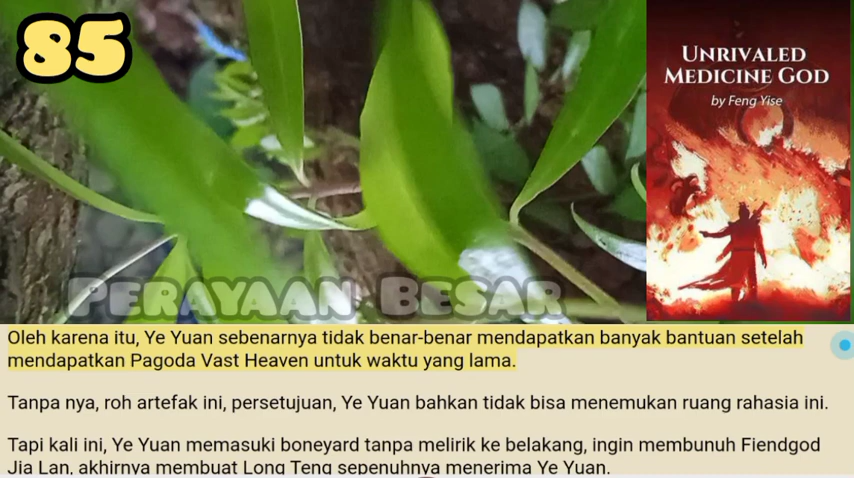 85
UNRIVALED
MEDICINE GOD
by Feng Yise
PERAYAAN BESAR
Oleh karena itu, Ye Yuan sebenarnya tidak benar-benar mendapatkan banyak bantuan setelah
mendapatkan Pagoda Vast Heaven untuk waktu yang lama.
Tanpa nya, roh artefak ini, persetujuan, Ye Yuan bahkan tidak bisa menemukan ruang rahasia ini.
Tapi kali ini, Ye Yuan memasuki boneyard tanpa melirik ke belakang, ingin membunuh Fiendgod
Jia Lan, akhirnya membuat Long Teng sepenuhnya menerima Ye Yuan.